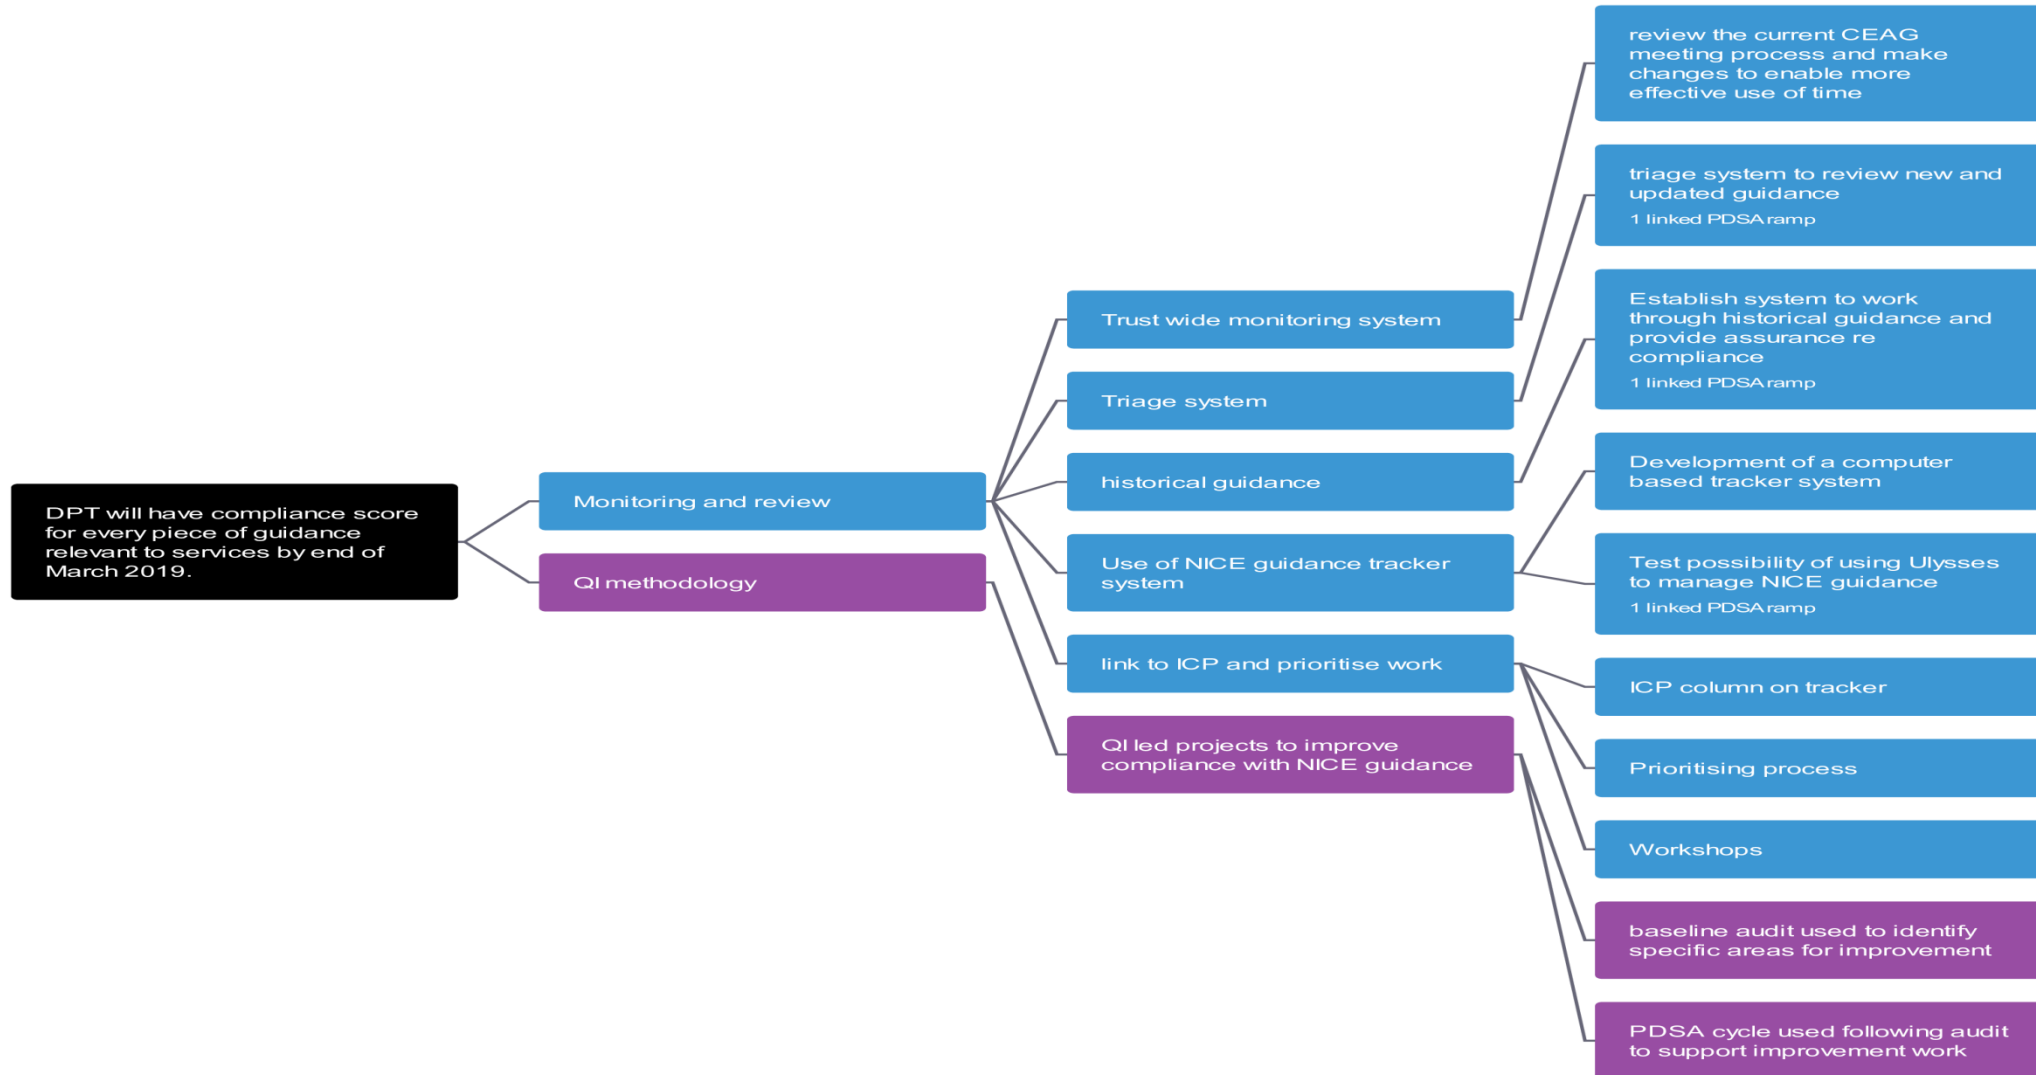 DPT will have compliance score
for every piece of guidance
relevant to services by end of
March 2019.
Monitoring and review
QI methodology
Trust wide monitoring system
Triage system
historical guidance
Use of NICE guidance tracker
system
link to ICP and prioritise work
QI led projects to improve
compliance with NICE guidance
review the current CEAG
meeting process and make
changes to enable more
effective use of time
triage system to review new and
updated guidance
1 linked PDSA ramp
Establish system to work
through historical guidance and
provide assurance re
compliance
1 linked PDSA ramp
Development of a computer
based tracker system
Test possibility of using Ulysses
to manage NICE guidance
1 linked PDSA ramp
ICP column on tracker
Prioritising process
Workshops
baseline audit used to identify
specific areas for improvement
PDSA cycle used following audit
to support improvement work